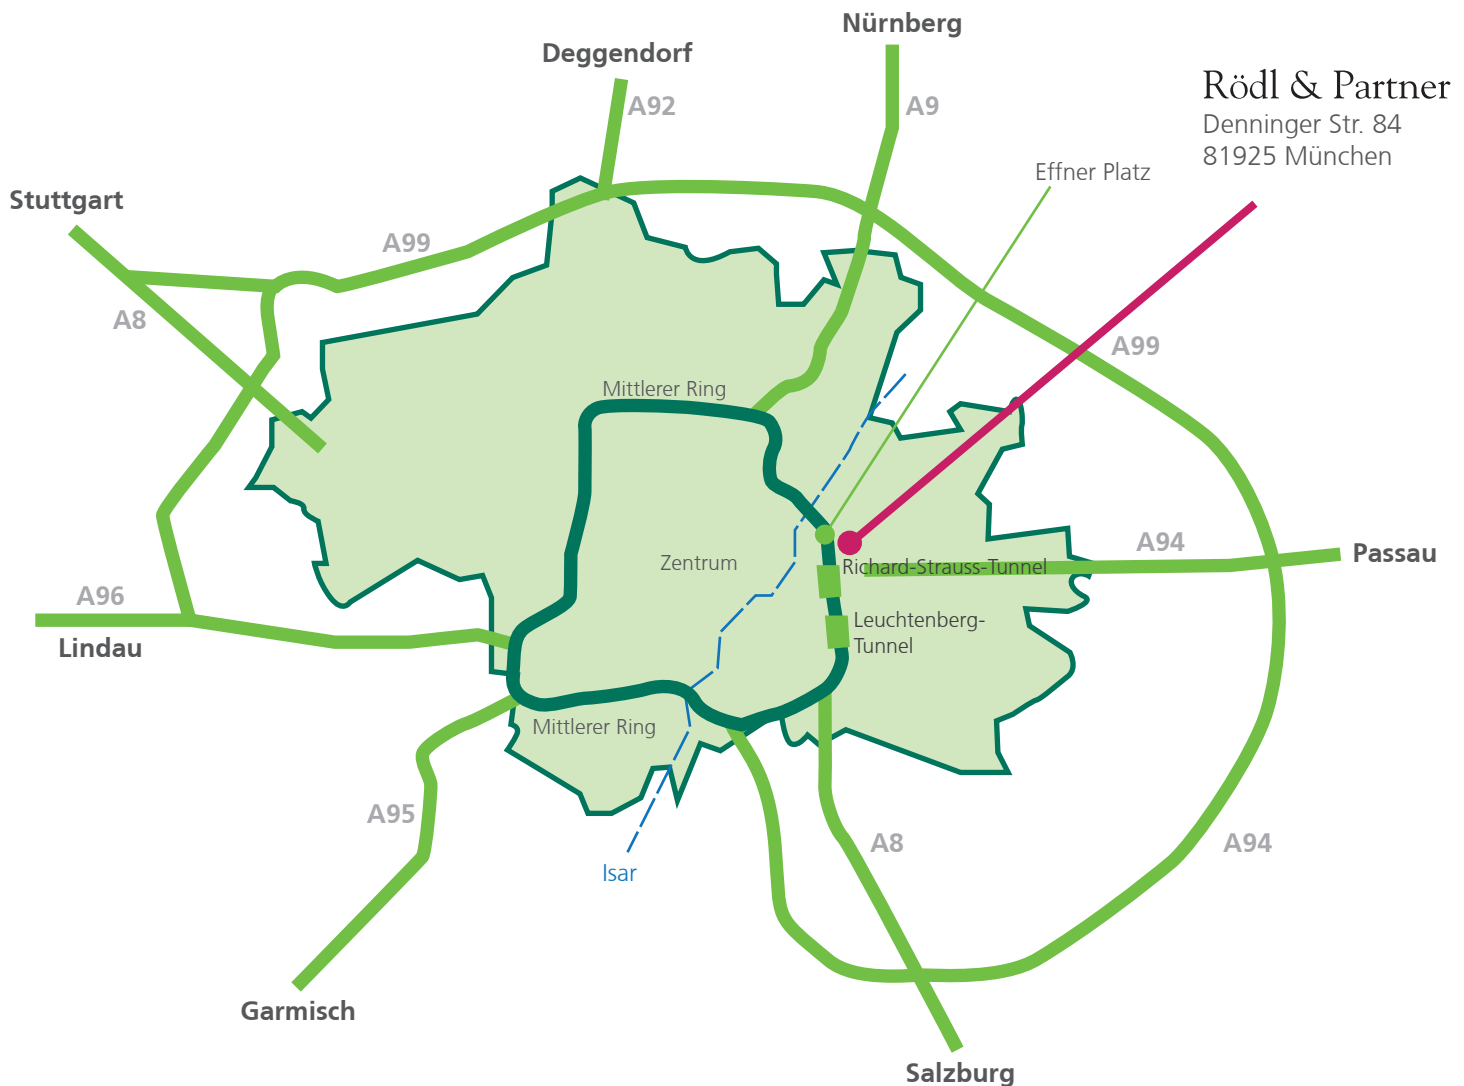 Nürnberg
Deggendorf
A92
A9
Rödl & Partner
Denninger Str. 84
81925 München
Effner Platz
Stuttgart
A99
A8
A99
Mittlerer Ring
A94
Passau
Zentrum
Richard-Strauss-Tunnel
A96
Lindau
Leuchtenberg-
Tunnel
Mittlerer Ring
A95
A8
A94
Isar
Garmisch
Salzburg